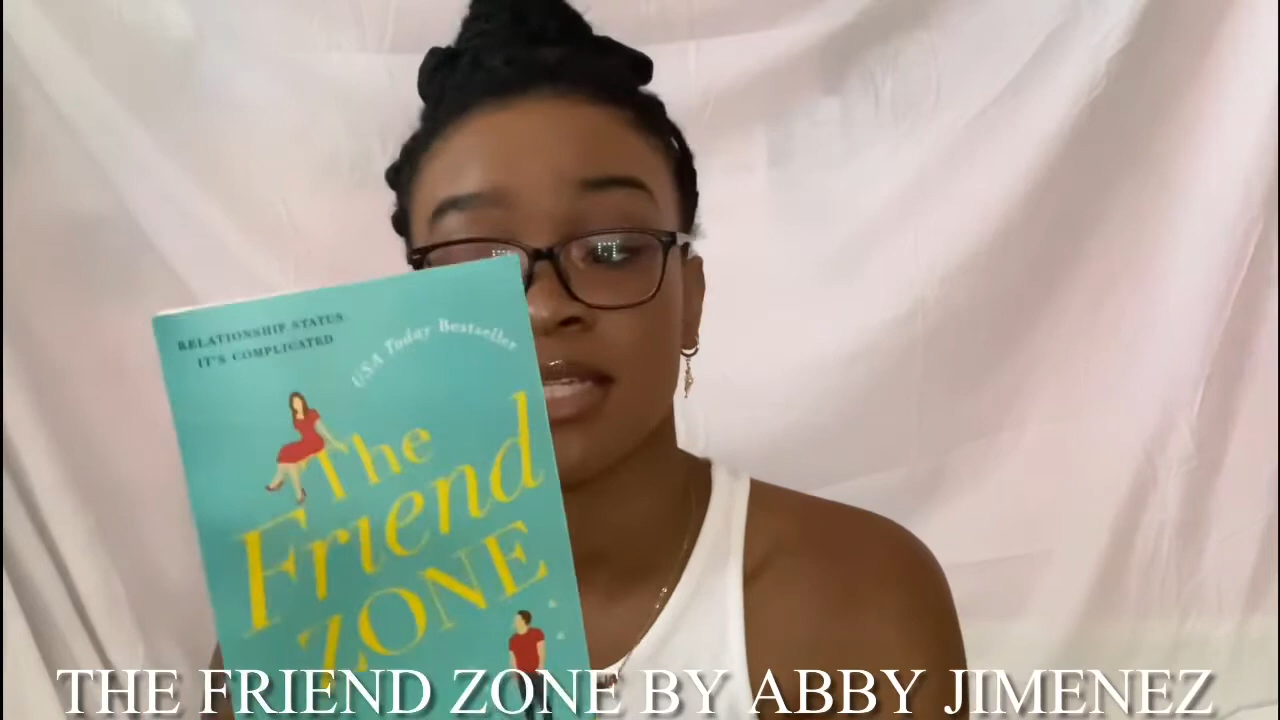 RELATIONSHIP STATUS
IT'S COMPLICATED
USA Today Bestseller
The
Friend
ZONE
THE FRIEND ZONE BY ABBY JIMENEZ